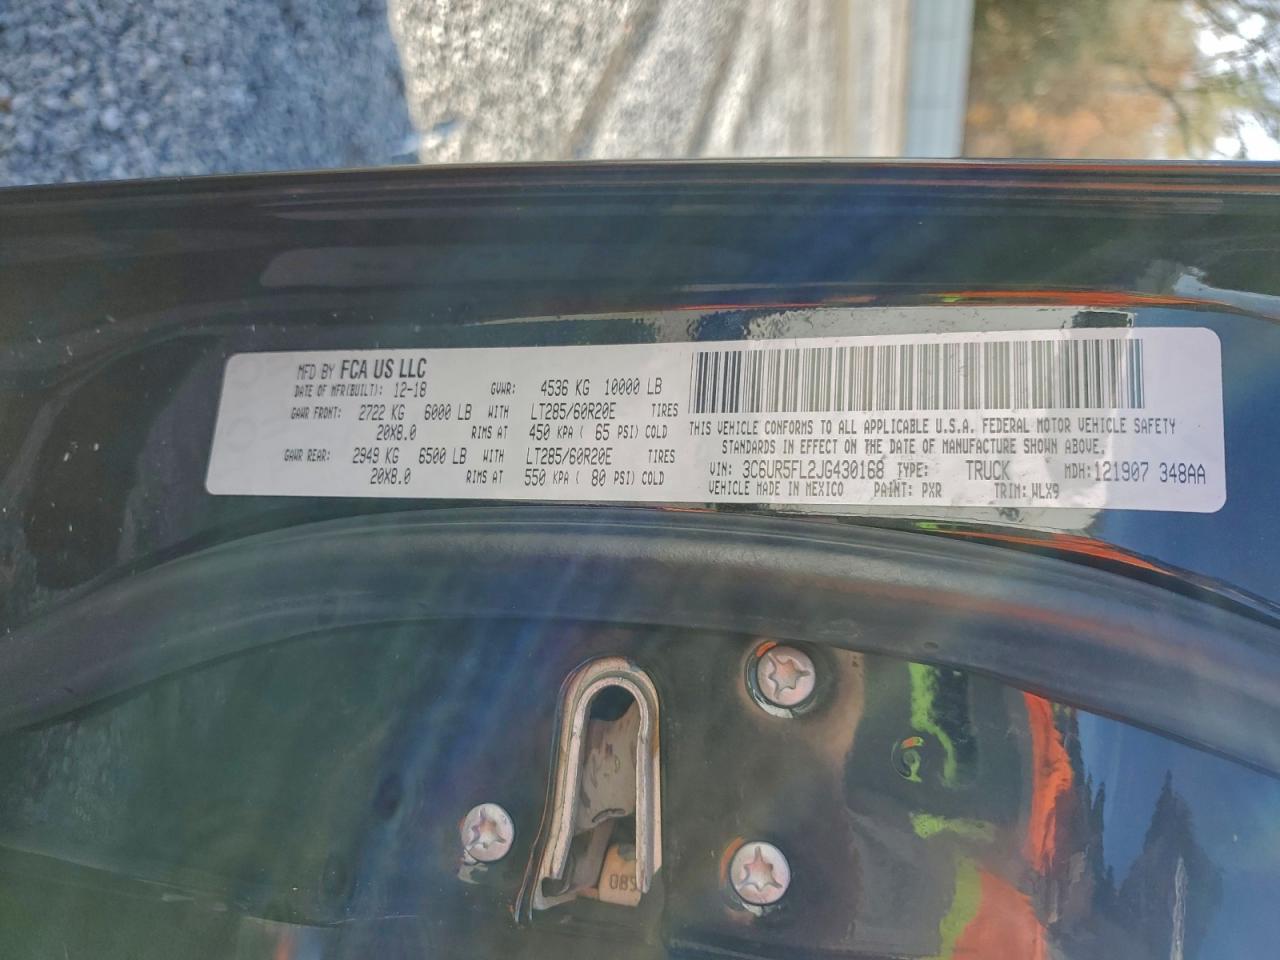 MFD BY FCA US LLC
DATE OF MFR(BUILT): 12-18 GVWR: 4536 KG 10000 LB
GAWR FRONT: 2722 KG 6000 LB WITH LT285/60R20E TIRES
20X8.0 RIMS AT 450 KPA ( 65 PSI) COLD
GAWR REAR: 2949 KG 6500 LB WITH LT285/60R20E TIRES
20X8.0 RIMS AT 550 KPA ( 80 PSI) COLD
THIS VEHICLE CONFORMS TO ALL APPLICABLE U.S.A. FEDERAL MOTOR VEHICLE SAFETY
STANDARDS IN EFFECT ON THE DATE OF MANUFACTURE SHOWN ABOVE.
VIN: 3C6UR5FL2JG430168 TYPE: TRUCK MDH: 121907 348AA
VEHICLE MADE IN MEXICO PAINT: PXR TRIM: WLX9